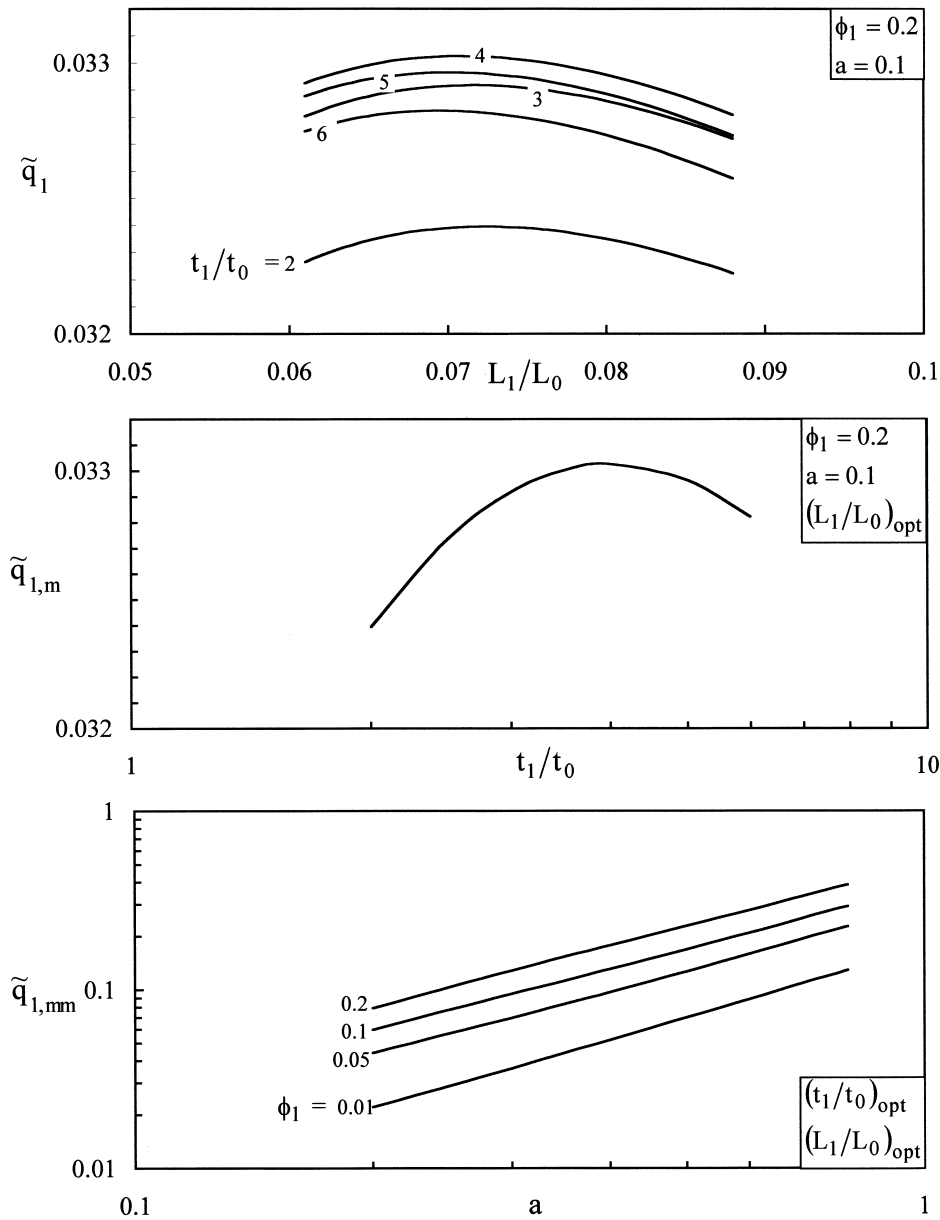 ϕ₁ = 0.2
a = 0.1
0.033
4
5
3
6
q̃₁
t₁/t₀ = 2
0.032
0.05 0.06 0.07 L₁/L₀ 0.08 0.09 0.1
ϕ₁ = 0.2
a = 0.1
(L₁/L₀)opt
0.033
q̃₁,m
0.032
1 t₁/t₀ 10
1
q̃₁,mm
0.1
0.2
0.1
0.05
ϕ₁ = 0.01
(t₁/t₀)opt
(L₁/L₀)opt
0.01
0.1 a 1